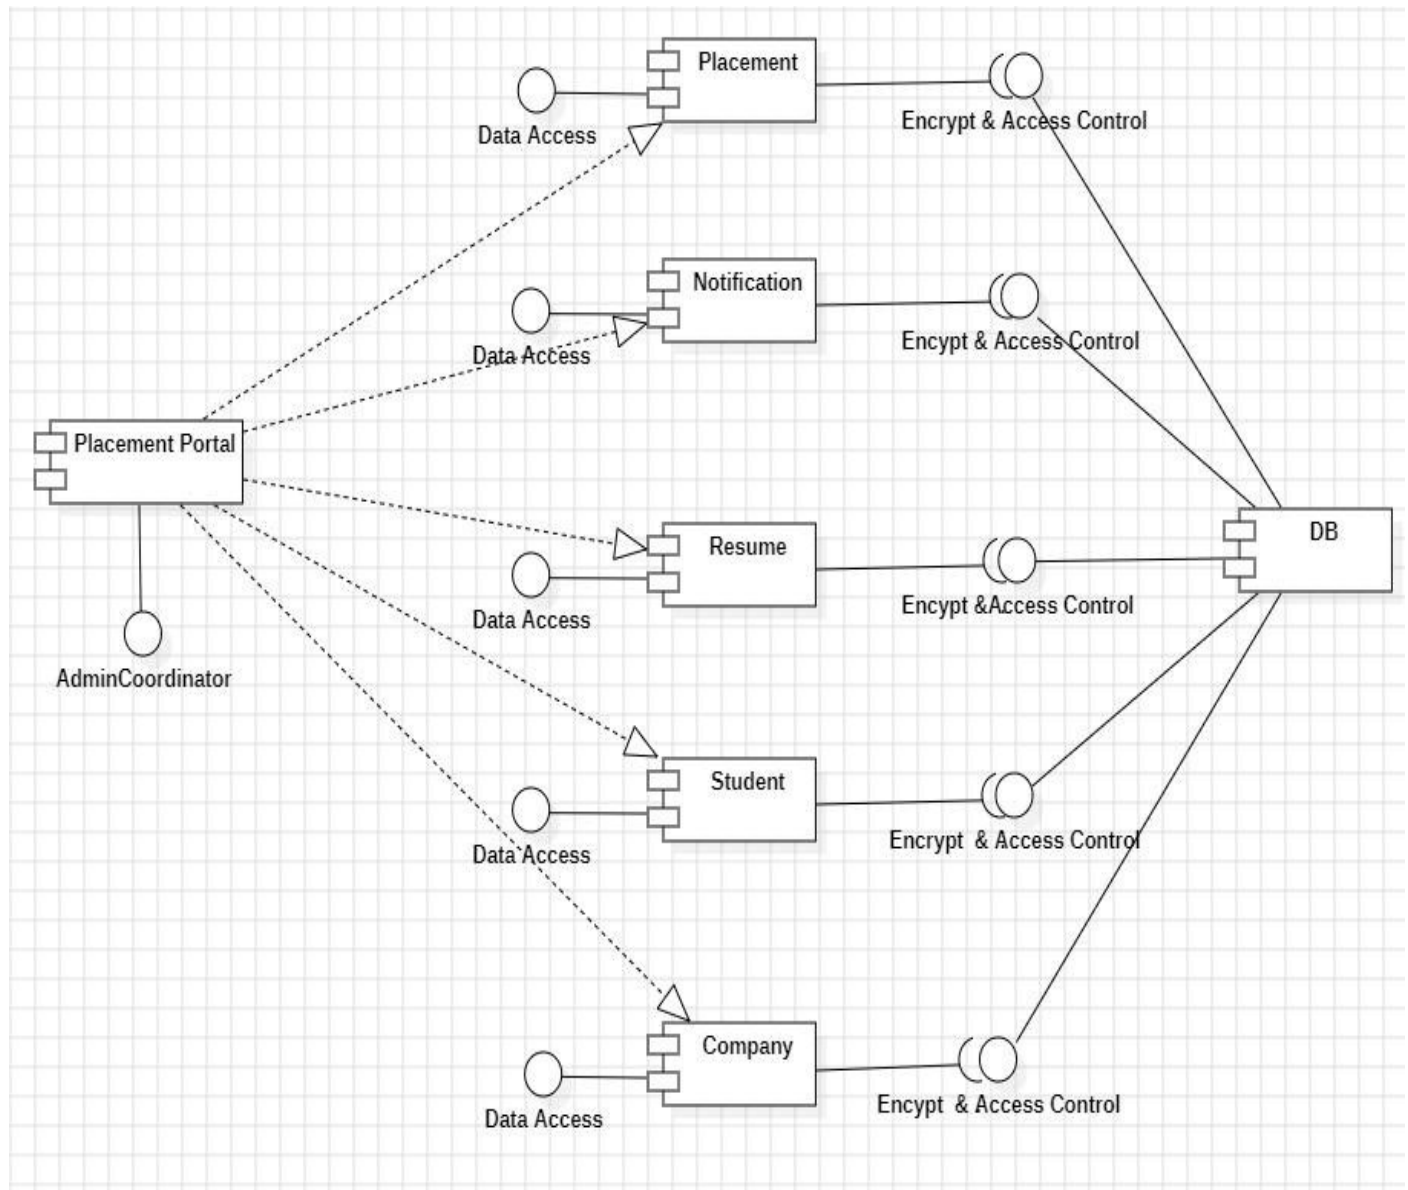 Placement
Data Access
Encrypt & Access Control
Notification
Data Access
Encypt & Access Control
Placement Portal
AdminCoordinator
Resume
Data Access
Encypt &Access Control
DB
Student
Data Access
Encrypt & Access Control
Company
Data Access
Encypt & Access Control